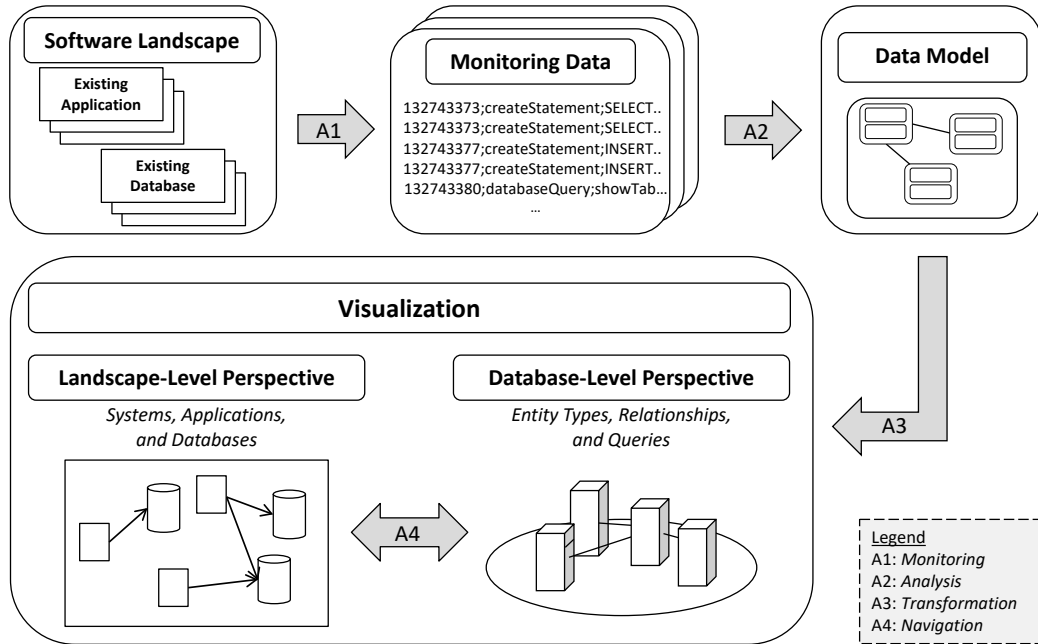 Software Landscape
Existing
Application
Existing
Database
A1
Monitoring Data
132743373;createStatement;SELECT..
132743373;createStatement;SELECT..
132743377;createStatement;INSERT..
132743377;createStatement;INSERT..
132743380;databaseQuery;showTab...
...
A2
Data Model
A3
Visualization
Landscape-Level Perspective
Systems, Applications,
and Databases
A4
Database-Level Perspective
Entity Types, Relationships,
and Queries
Legend
A1: Monitoring
A2: Analysis
A3: Transformation
A4: Navigation